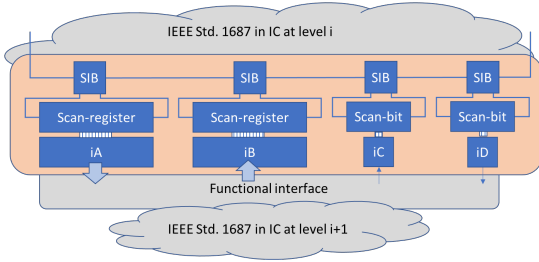 IEEE Std. 1687 in IC at level i
SIB SIB SIB SIB
Scan-register Scan-register Scan-bit Scan-bit
iA iB iC iD
Functional interface
IEEE Std. 1687 in IC at level i+1